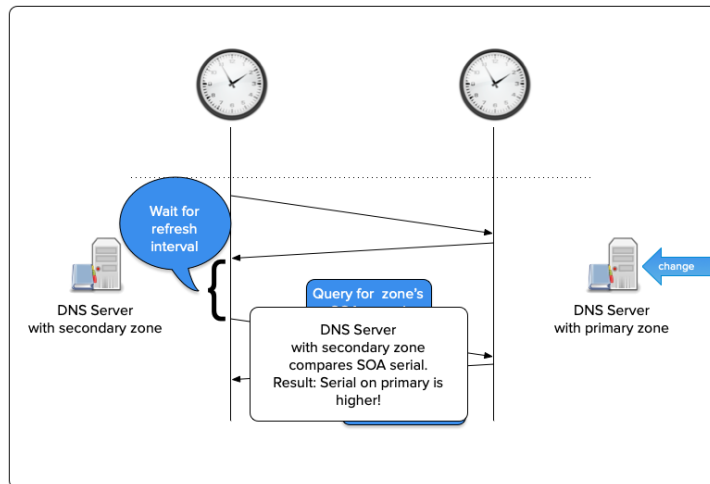 Wait for
refresh
interval
change
DNS Server
with secondary zone
DNS Server
with primary zone
Query for  zone's
DNS Server
with secondary zone
compares SOA serial.
Result: Serial on primary is
higher!